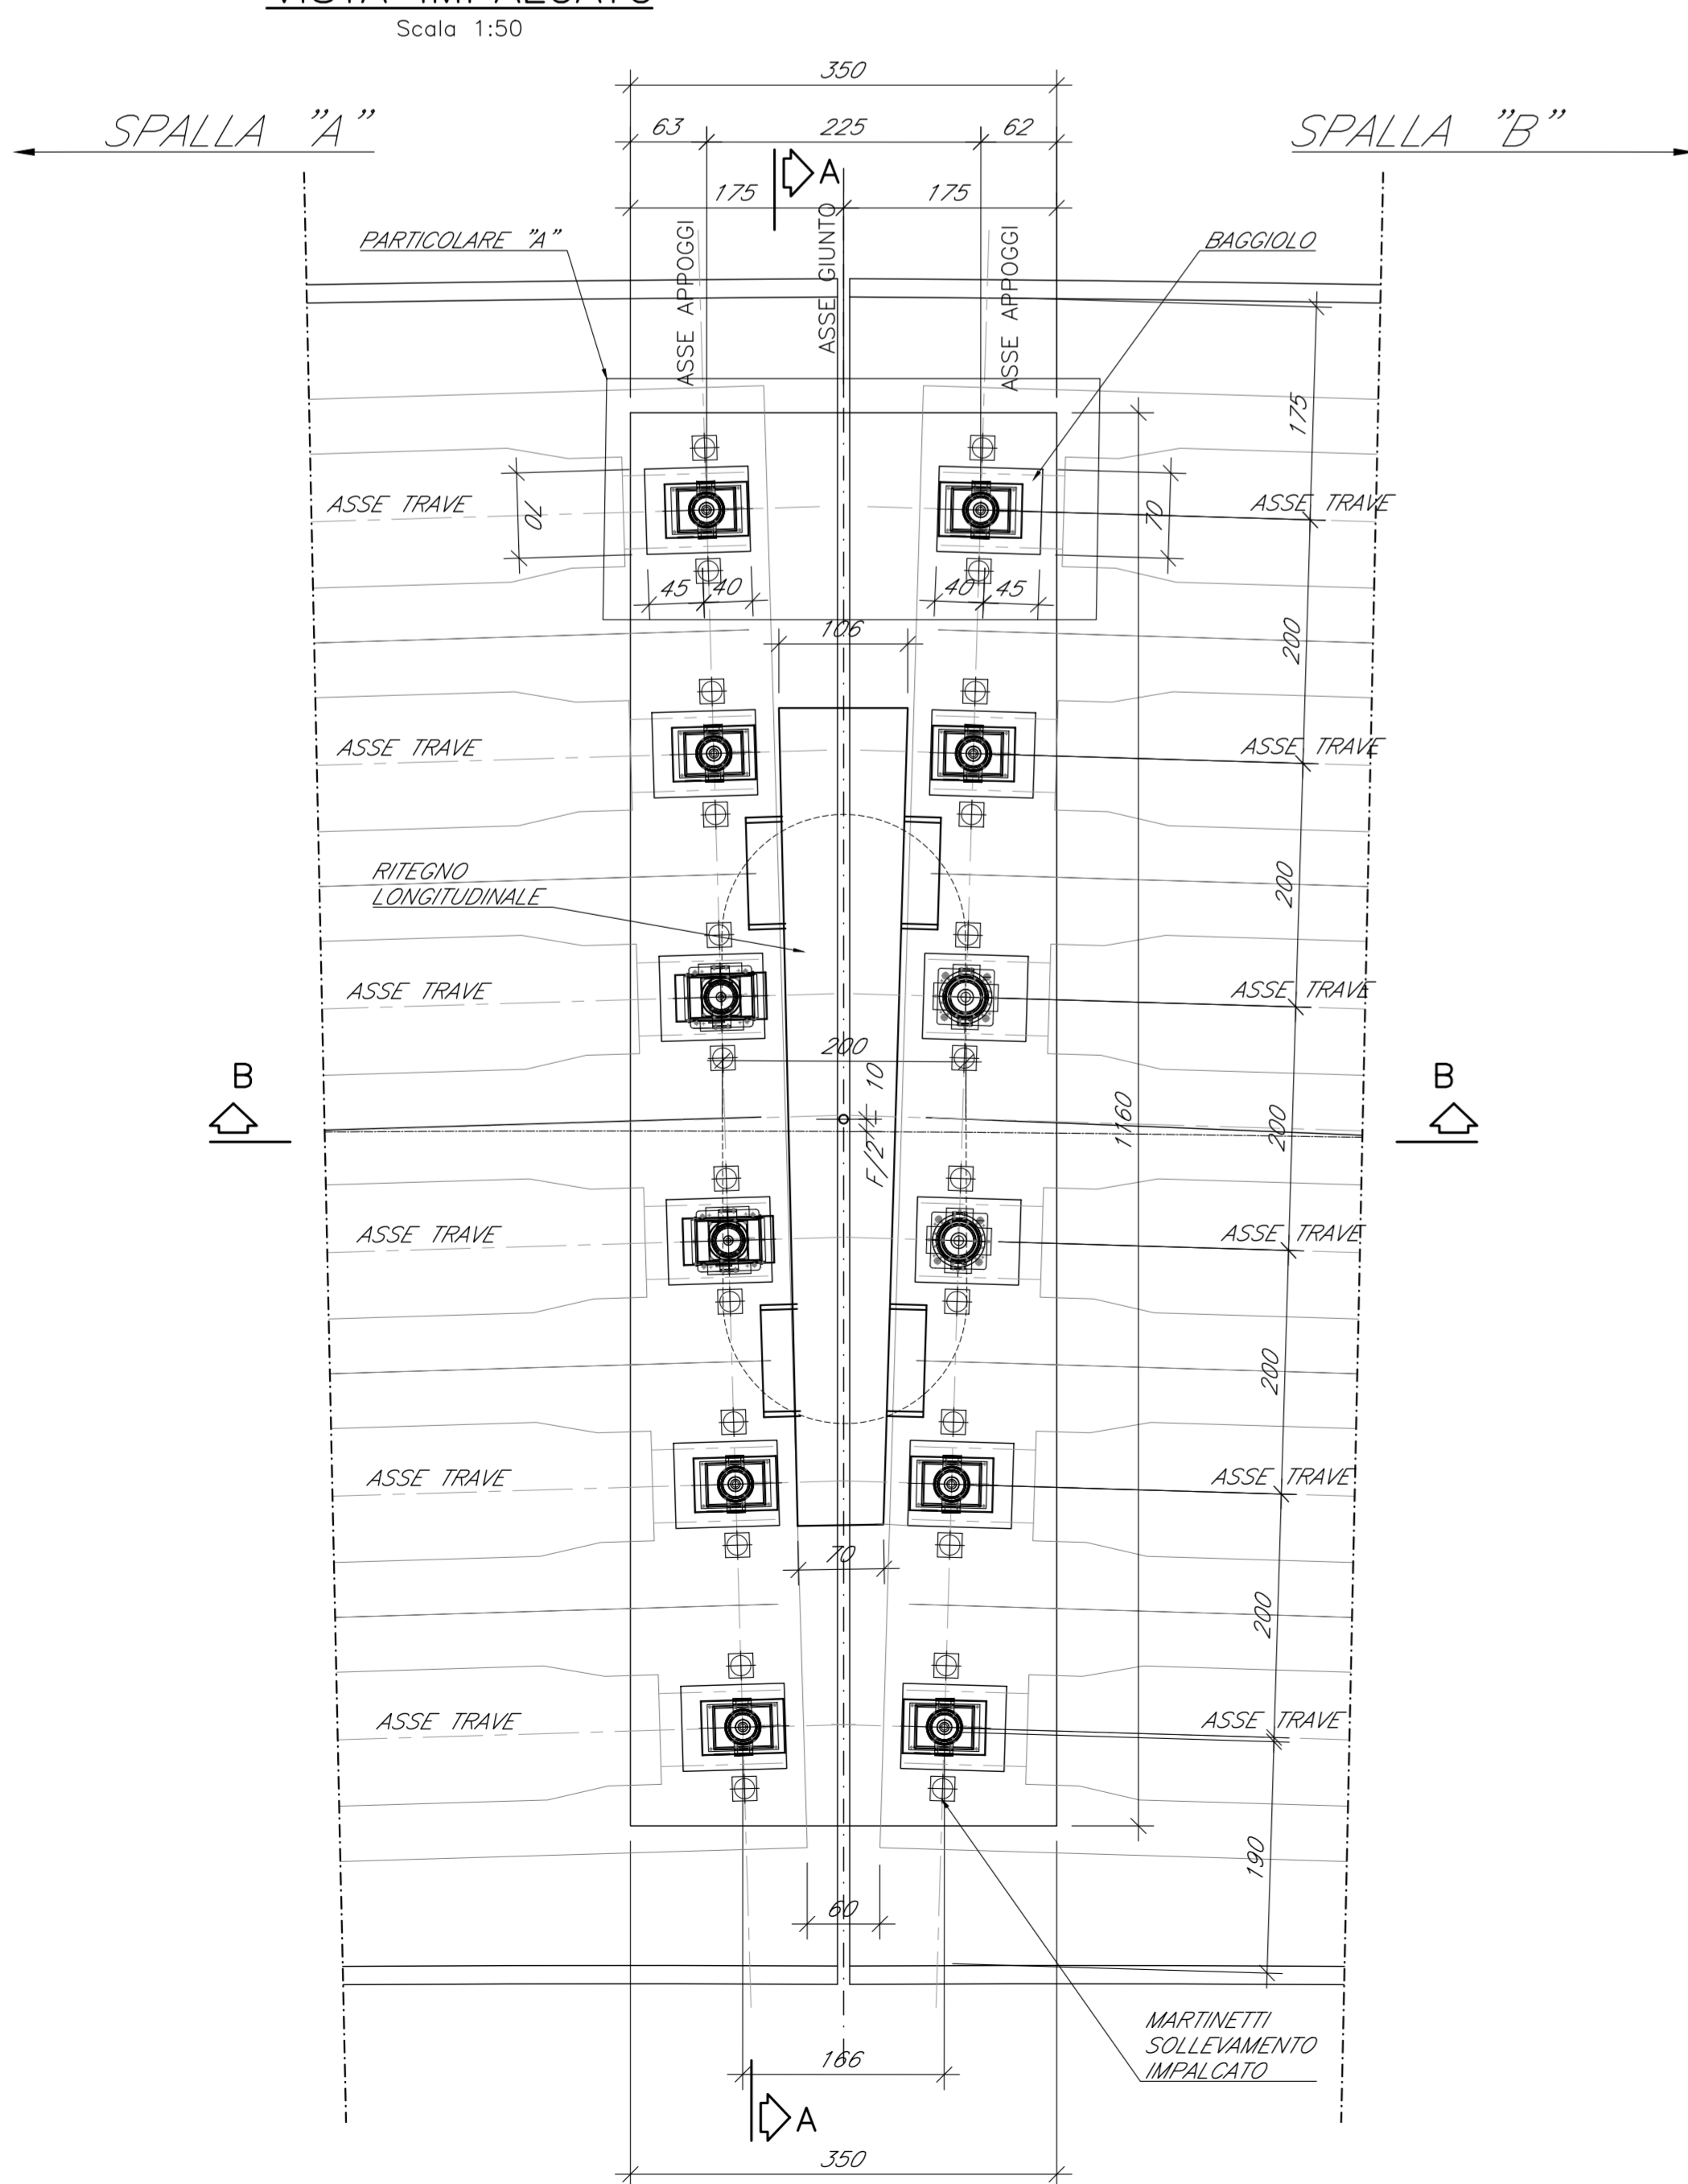 Scala 1:50
350
SPALLA "A"
SPALLA "B"
63
225
62
A
175
175
PARTICOLARE "A"
ASSE APPOGGI
ASSE GIUNTO
ASSE APPOGGI
BAGGIOLO
175
ASSE TRAVE
70
70
ASSE TRAVE
45
40
40
45
106
200
ASSE TRAVE
ASSE TRAVE
RITEGNO
LONGITUDINALE
200
ASSE TRAVE
ASSE TRAVE
200
10
F/2
B
B
1160
200
ASSE TRAVE
ASSE TRAVE
200
ASSE TRAVE
ASSE TRAVE
70
200
ASSE TRAVE
ASSE TRAVE
190
60
MARTINETTI
SOLLEVAMENTO
IMPALCATO
166
A
350